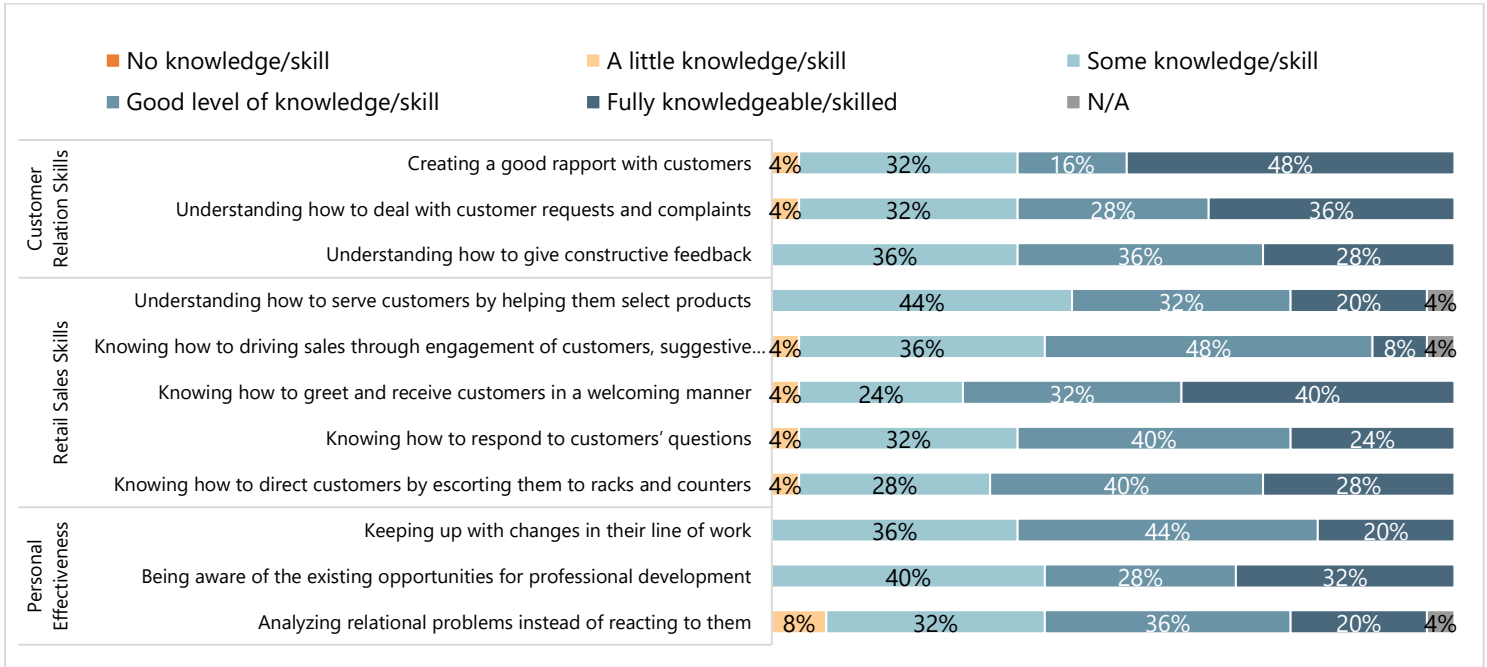 No knowledge/skill
A little knowledge/skill
Some knowledge/skill
Good level of knowledge/skill
Fully knowledgeable/skilled
N/A
Customer
Relation Skills
Creating a good rapport with customers
4% 32% 16% 48%
Understanding how to deal with customer requests and complaints
4% 32% 28% 36%
Understanding how to give constructive feedback
36% 36% 28%
Retail Sales Skills
Understanding how to serve customers by helping them select products
44% 32% 20% 4%
Knowing how to driving sales through engagement of customers, suggestive...
4% 36% 48% 8% 4%
Knowing how to greet and receive customers in a welcoming manner
4% 24% 32% 40%
Knowing how to respond to customers’ questions
4% 32% 40% 24%
Knowing how to direct customers by escorting them to racks and counters
4% 28% 40% 28%
Personal
Effectiveness
Keeping up with changes in their line of work
36% 44% 20%
Being aware of the existing opportunities for professional development
40% 28% 32%
Analyzing relational problems instead of reacting to them
8% 32% 36% 20% 4%